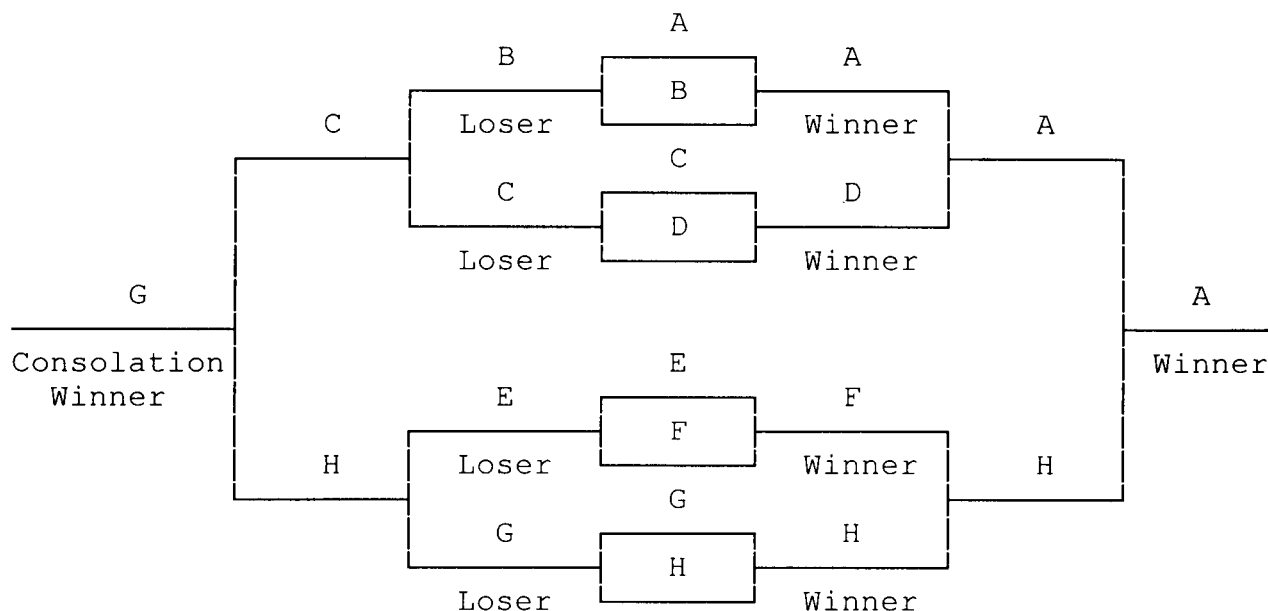 A
B B A
Loser Winner
C A
C
C D D
Loser Winner
G A
Consolation
Winner Winner
E
E F F
Loser Winner
H H
G
G H H
Loser Winner